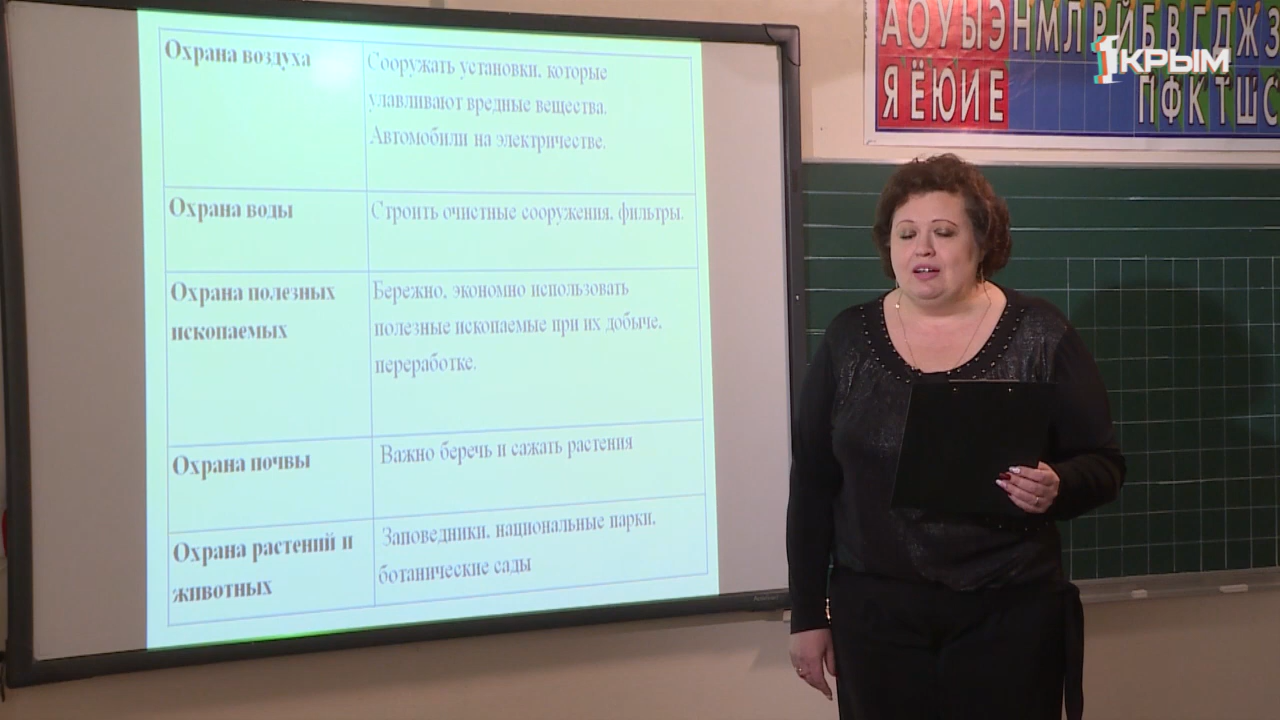 Охрана воздуха
Сооружать установки, которые
улавливают вредные вещества.
Автомобили на электричестве.
Охрана воды
Строить очистные сооружения, фильтры.
Охрана полезных
ископаемых
Бережно, экономно использовать
полезные ископаемые при их добыче,
переработке.
Охрана почвы
Важно беречь и сажать растения
Охрана растений и
животных
Заповедники, национальные парки,
ботанические сады
АОУЫЭНМЛРЙБВГДЖЗ
ЯЁЮИЕ ПФКТШС
1КРЫМ